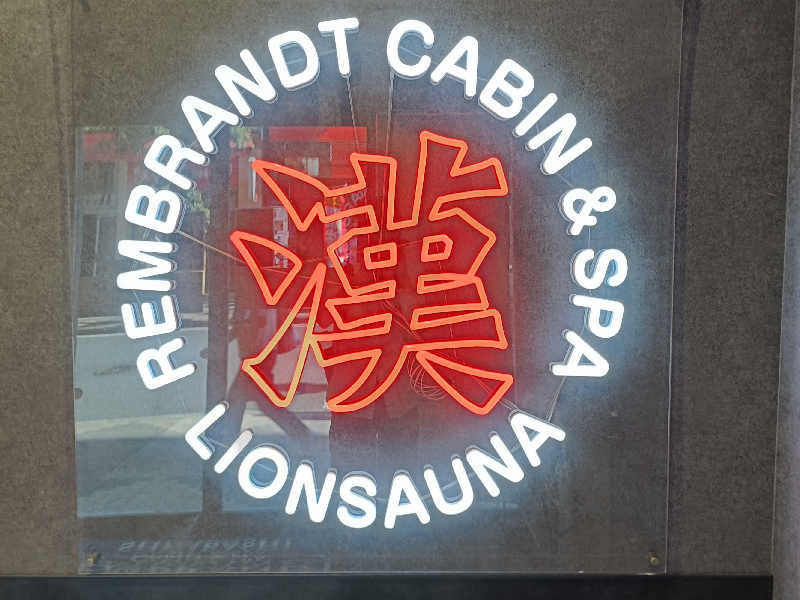 REMBRANDT CABIN & SPA
漢
LIONSAUNA